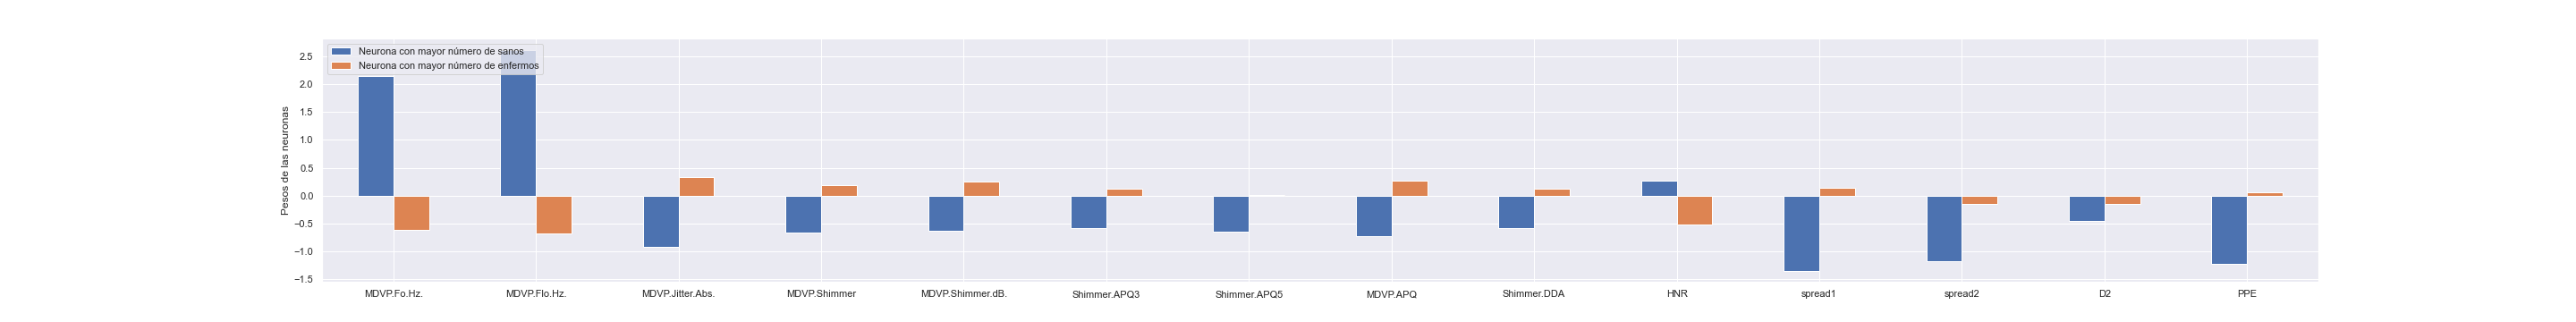 Neurona con mayor número de sanos
Neurona con mayor número de enfermos
Pesos de las neuronas
2.5
2.0
1.5
1.0
0.5
0.0
−0.5
−1.0
−1.5
MDVP.Fo.Hz. MDVP.Flo.Hz. MDVP.Jitter.Abs. MDVP.Shimmer MDVP.Shimmer.dB. Shimmer.APQ3 Shimmer.APQ5 MDVP.APQ Shimmer.DDA HNR spread1 spread2 D2 PPE